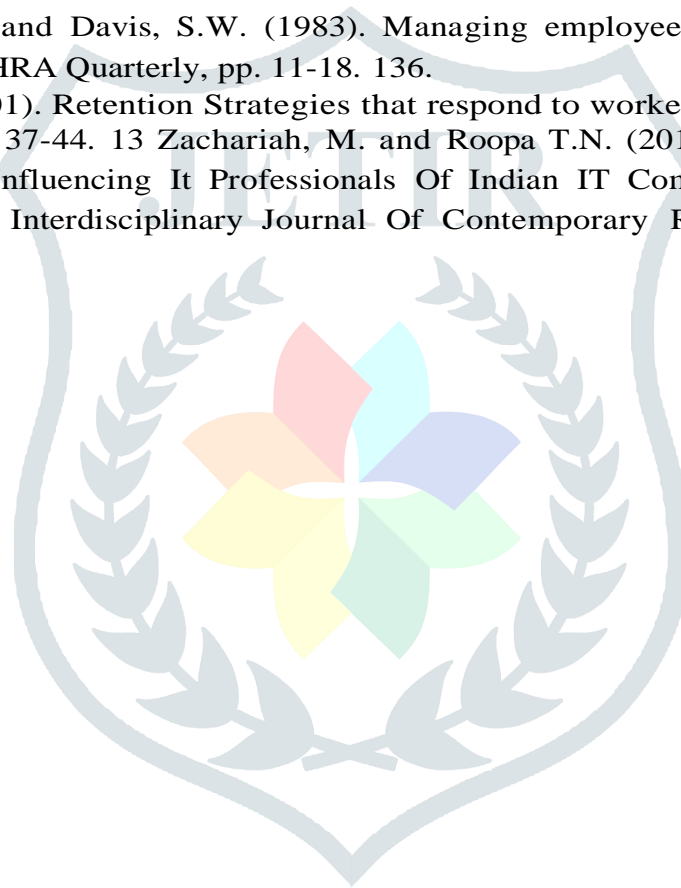 and Davis, S.W. (1983). Managing employee
HRA Quarterly, pp. 11-18. 136.
01). Retention Strategies that respond to worke
37-44. 13 Zachariah, M. and Roopa T.N. (201
nfluencing It Professionals Of Indian IT Con
Interdisciplinary Journal Of Contemporary R
JETIR